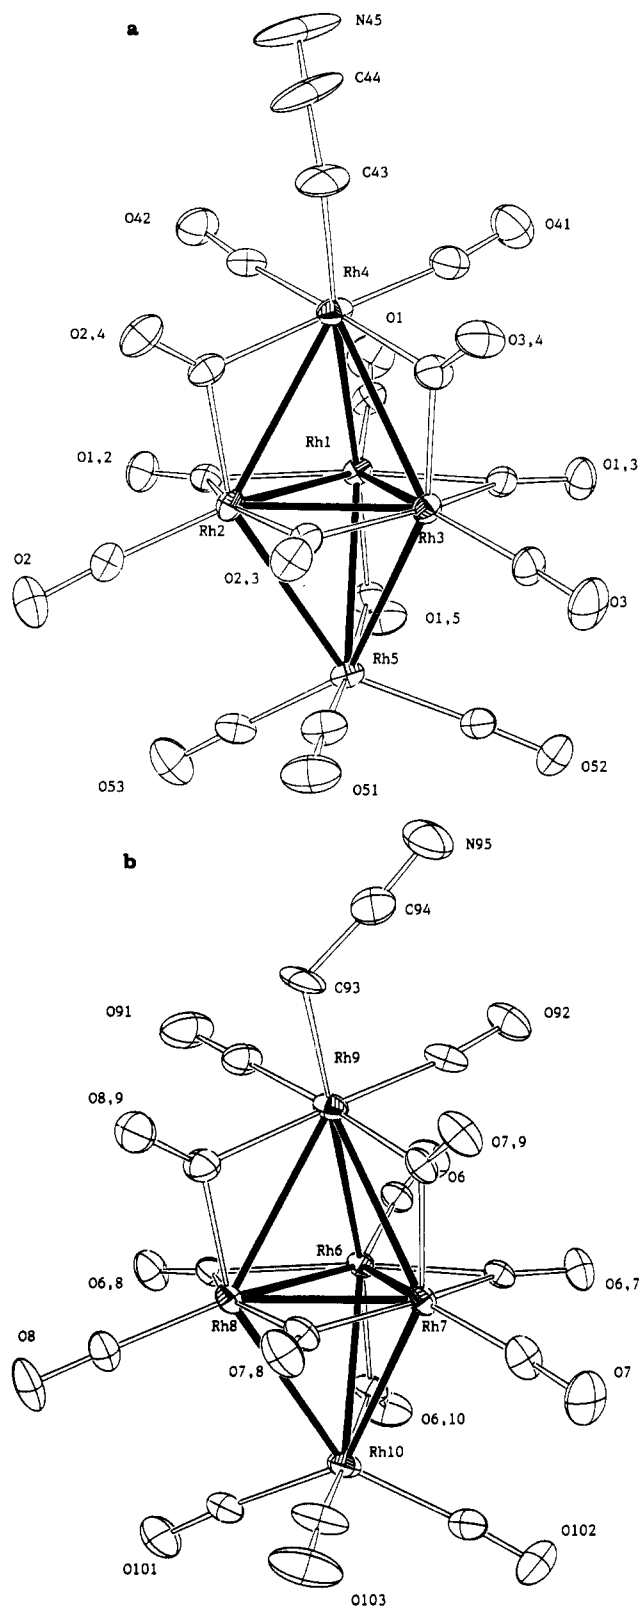 a
N45
C44
C43
O42
O41
Rh4
O1
O2,4
O3,4
Rh1
O1,2
O1,3
Rh2
Rh3
O2
O2,3
O3
O1,5
Rh5
O53
O52
O51
b
N95
C94
C93
O91
O92
Rh9
O8,9
O7,9
O6
Rh6
O6,8
O6,7
Rh8
Rh7
O8
O7,8
O7
O6,10
Rh10
O101
O102
O103